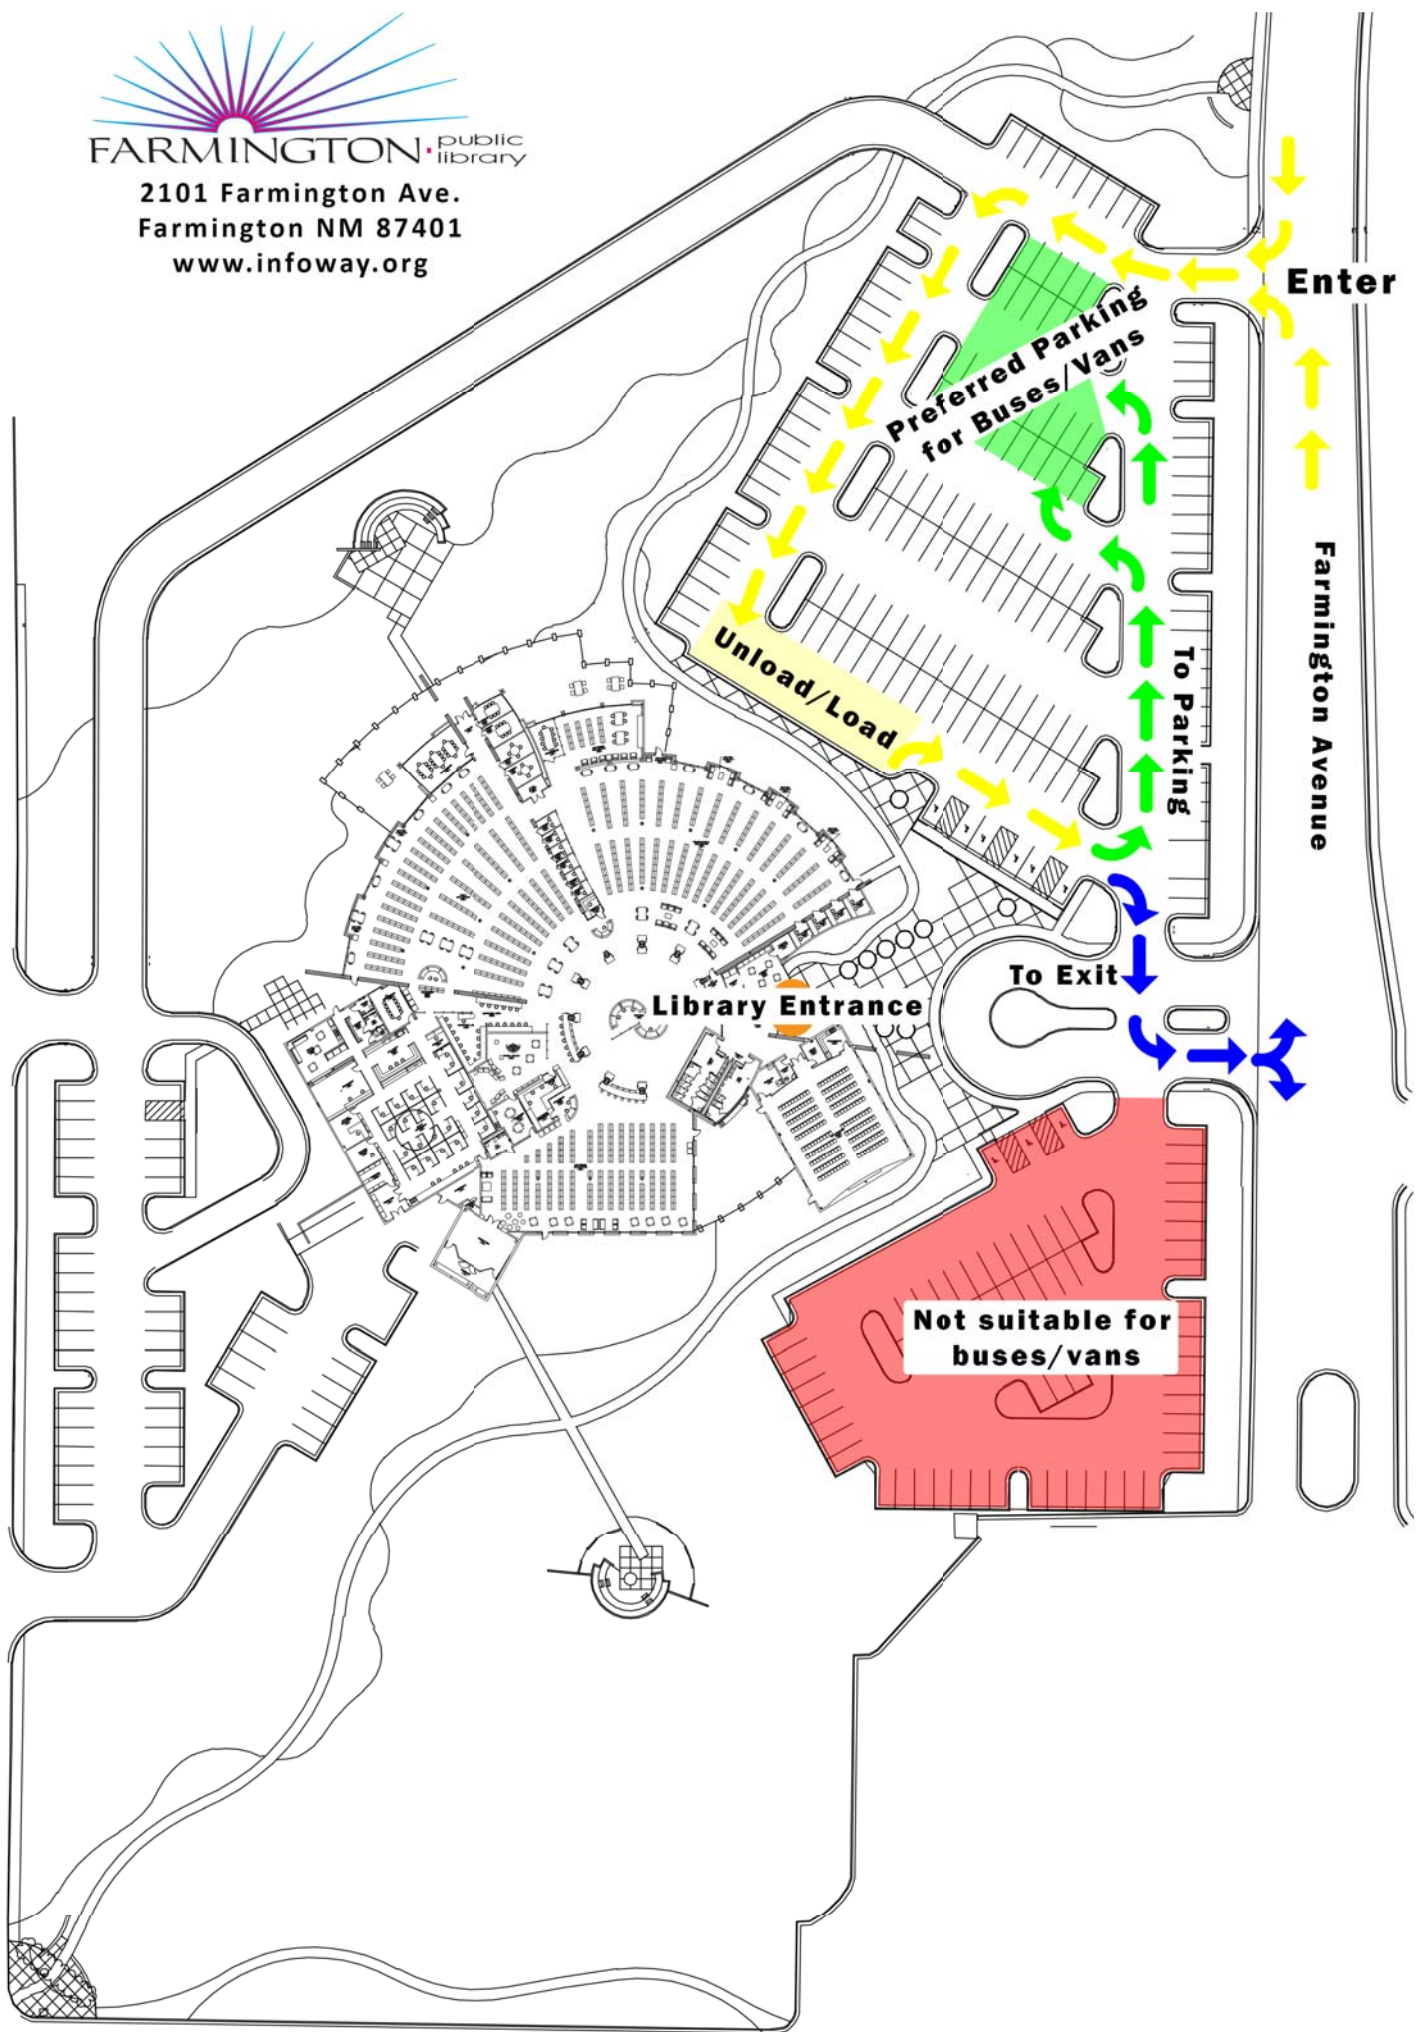 FARMINGTON · public
library
2101 Farmington Ave.
Farmington NM 87401
www.infoway.org
Enter
Preferred Parking
for Buses/Vans
Farmington Avenue
Unload/Load
To Parking
To Exit
Library Entrance
Not suitable for
buses/vans